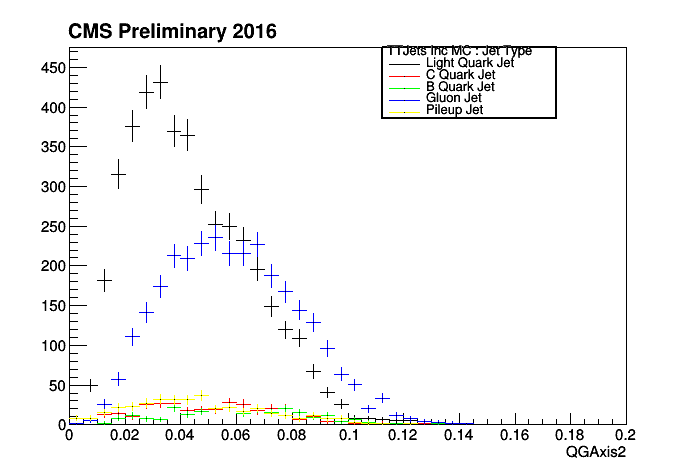 CMS Preliminary 2016
TTJets Inc MC : Jet Type
Light Quark Jet
C Quark Jet
B Quark Jet
Gluon Jet
Pileup Jet
450
400
350
300
250
200
150
100
50
0
0 0.02 0.04 0.06 0.08 0.1 0.12 0.14 0.16 0.18 0.2
QGAxis2